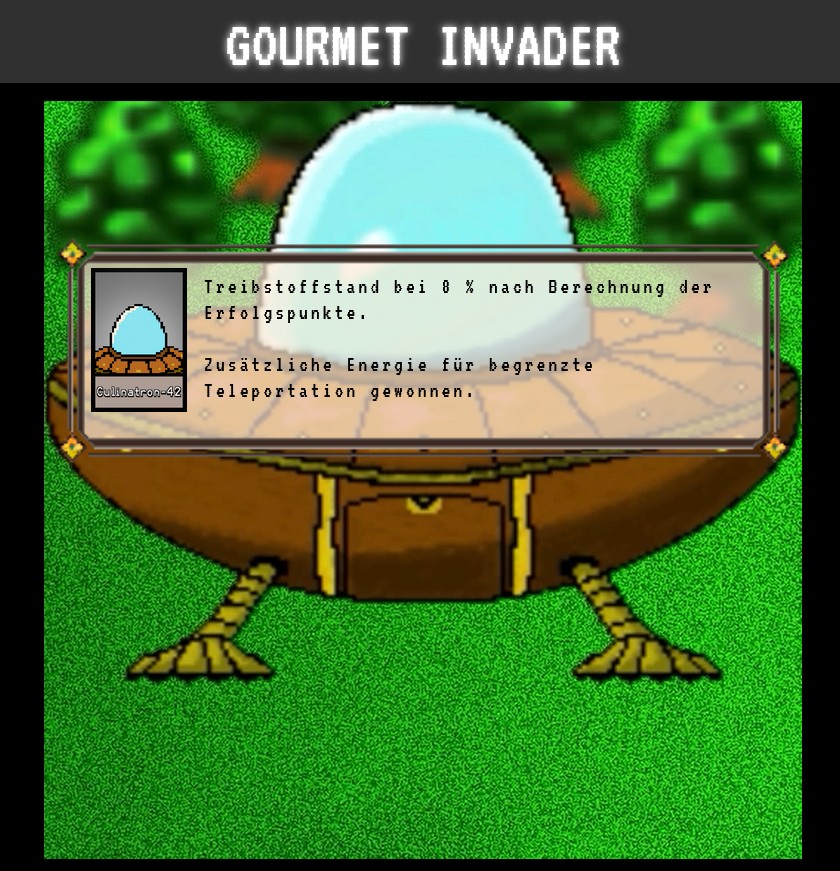 GOURMET INVADER
Treibstoffstand bei 8 % nach Berechnung der
Erfolgspunkte.
Zusätzliche Energie für begrenzte
Teleportation gewonnen.
Culinatron-42